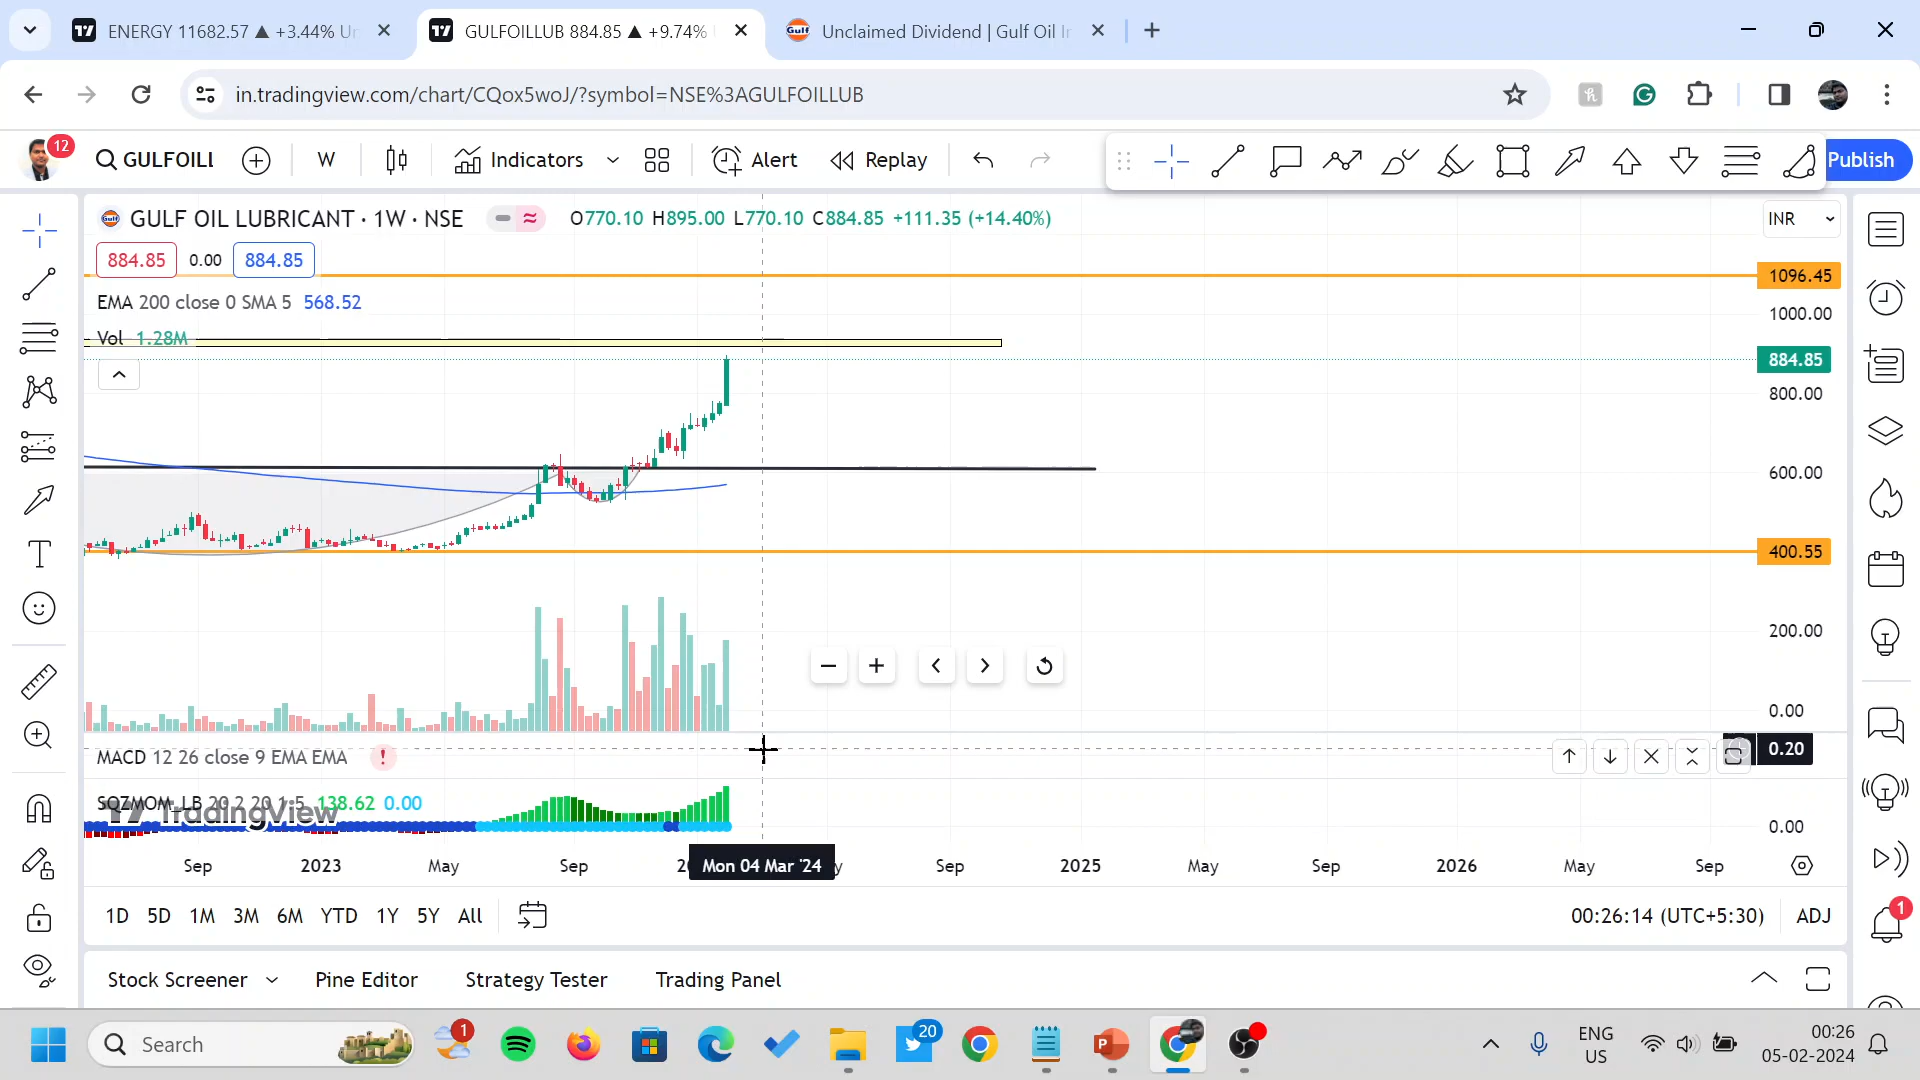 ENERGY 11682.57 ▲ +3.44% Ur
GULFOILLUB 884.85 ▲ +9.74%
Gulf Unclaimed Dividend | Gulf Oil In
in.tradingview.com/chart/CQox5woJ/?symbol=NSE%3AGULFOILLUB
12
GULFOILL
W
Indicators
Alert
Replay
Publish
GULF OIL LUBRICANT · 1W · NSE
O770.10 H895.00 L770.10 C884.85 +111.35 (+14.40%)
INR
884.85 0.00 884.85
1096.45
EMA 200 close 0 SMA 5 568.52
1000.00
Vol 1.28M
884.85
800.00
600.00
400.55
200.00
0.00
MACD 12 26 close 9 EMA EMA
0.20
SQZMOM_LB 20 2 20 1.5 138.62 0.00
TradingView
0.00
Sep 2023 May Sep Mon 04 Mar '24 Sep 2025 May Sep 2026 May Sep
1D 5D 1M 3M 6M YTD 1Y 5Y All
00:26:14 (UTC+5:30) ADJ
1
Stock Screener Pine Editor Strategy Tester Trading Panel
Search
1
20
ENG
US
00:26
05-02-2024